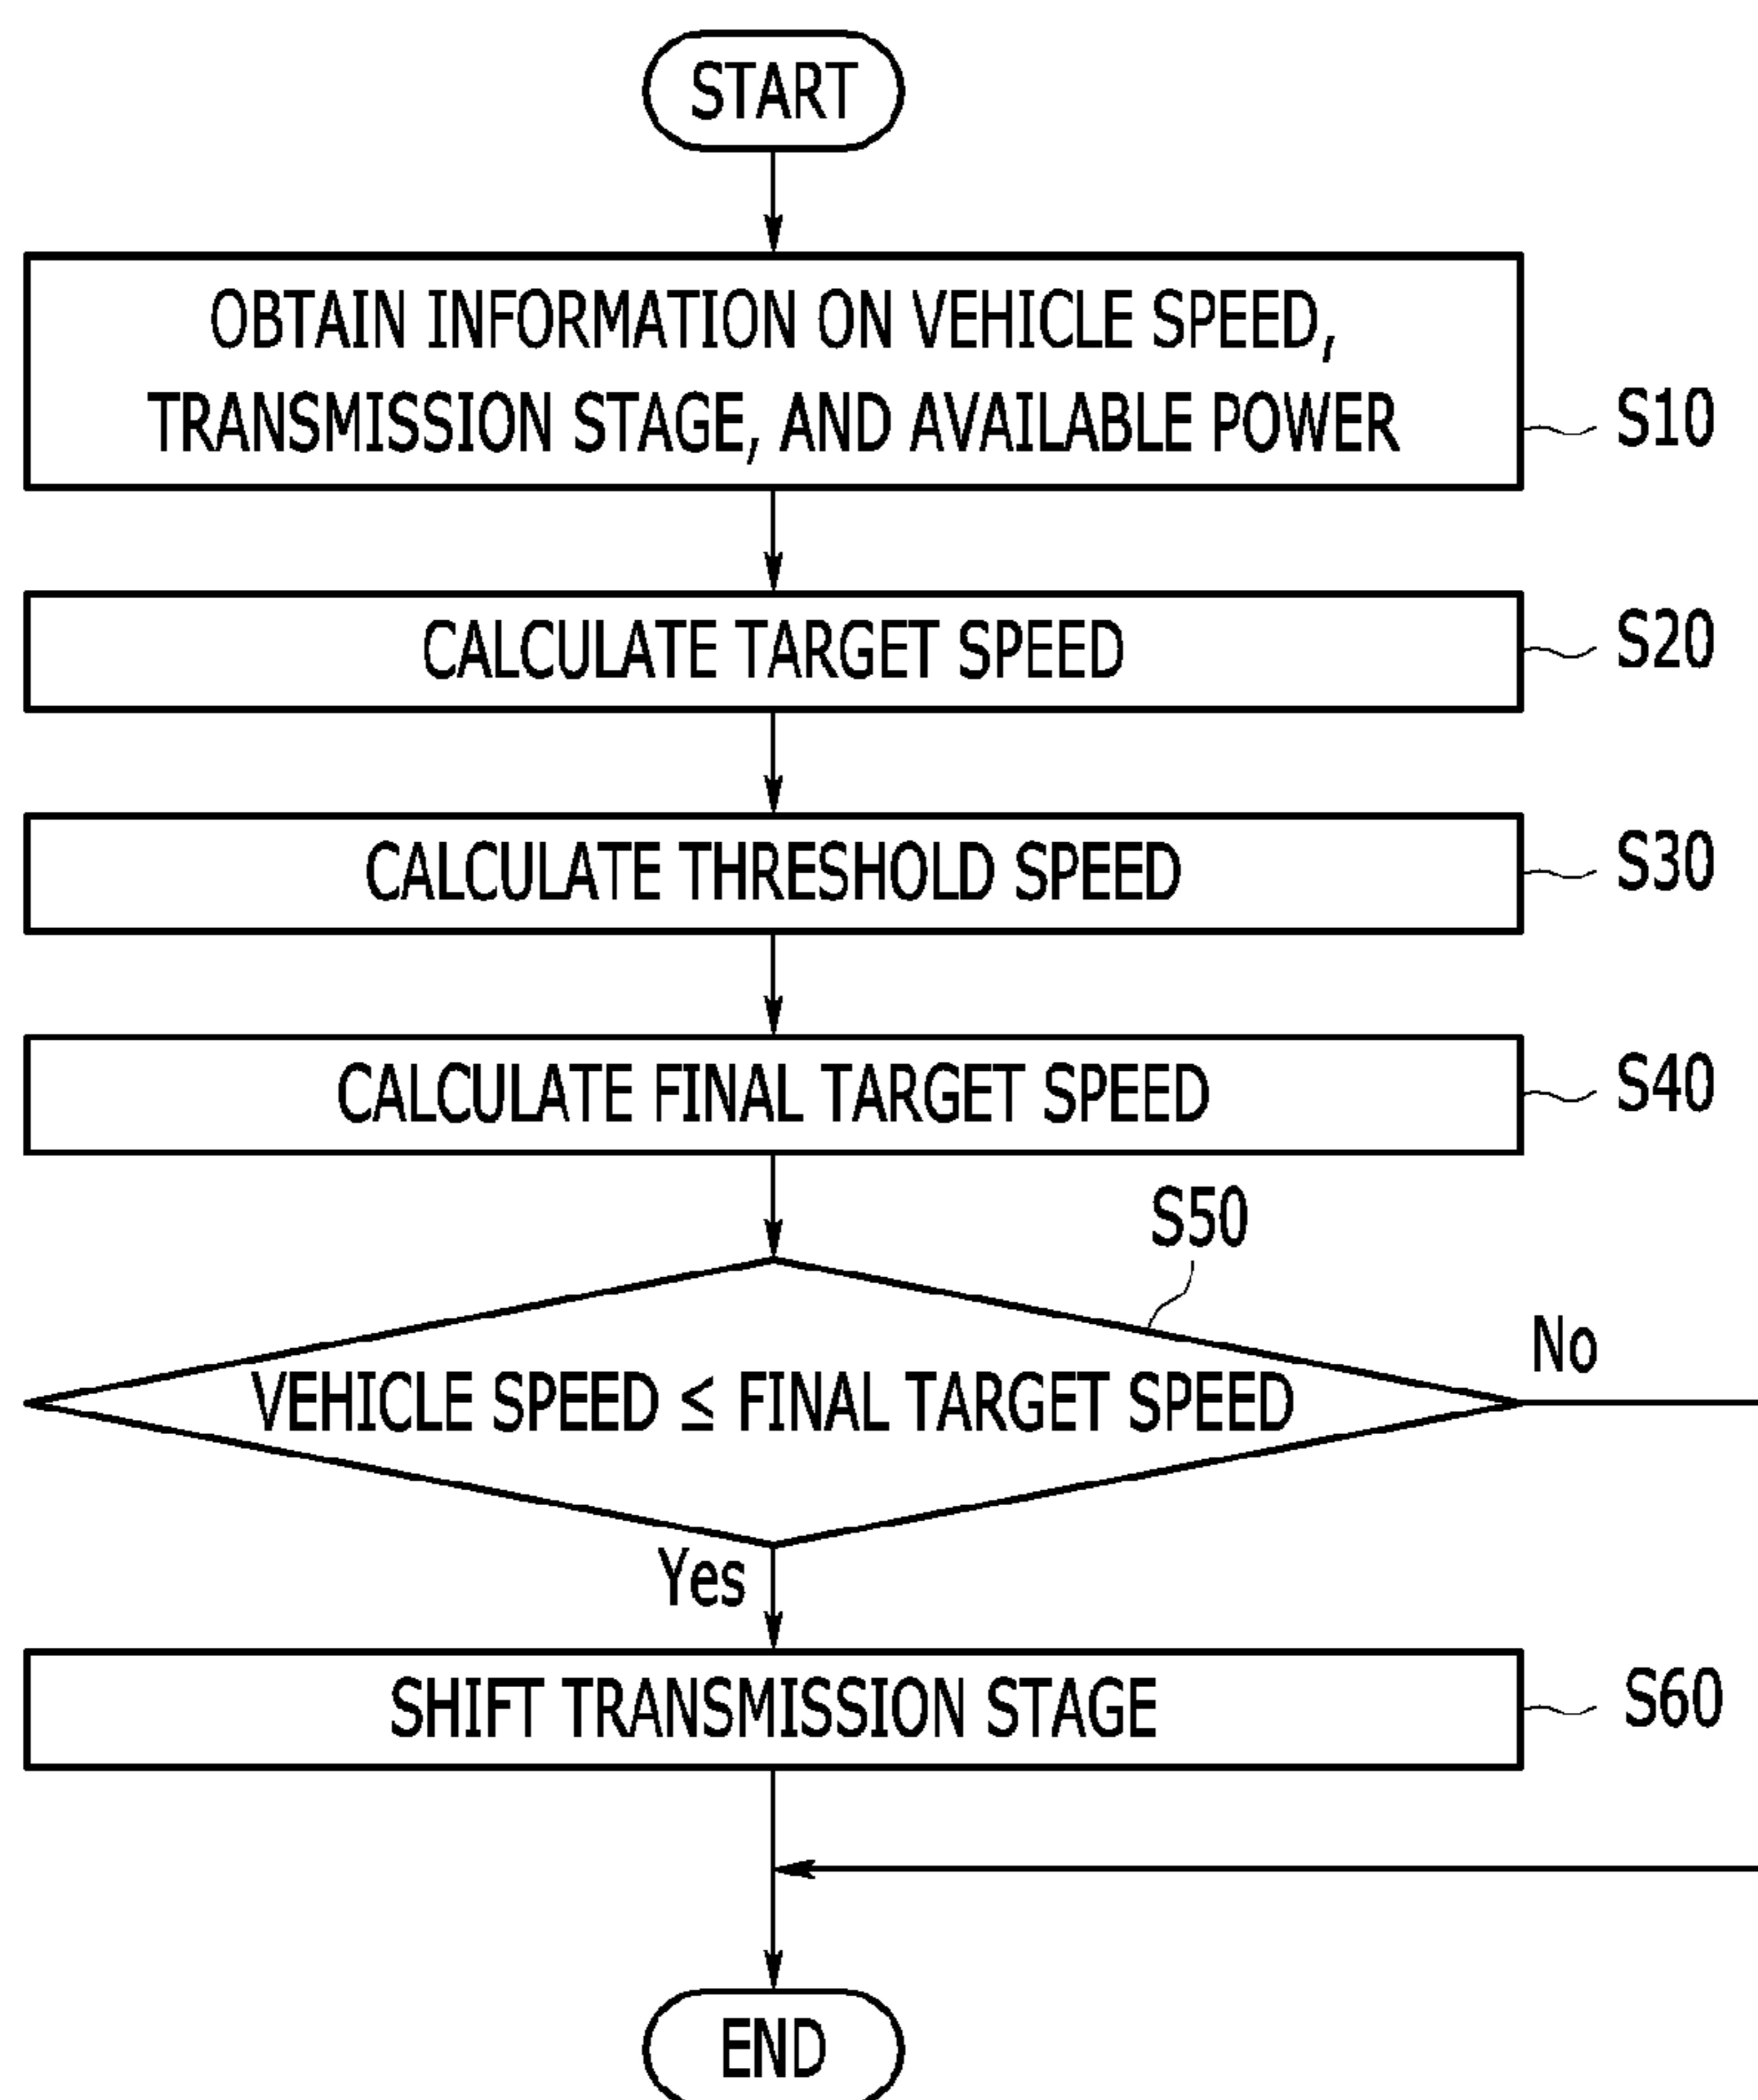 START
OBTAIN INFORMATION ON VEHICLE SPEED,
TRANSMISSION STAGE, AND AVAILABLE POWER
S10
CALCULATE TARGET SPEED
S20
CALCULATE THRESHOLD SPEED
S30
CALCULATE FINAL TARGET SPEED
S40
S50
VEHICLE SPEED ≤ FINAL TARGET SPEED
No
Yes
SHIFT TRANSMISSION STAGE
S60
END